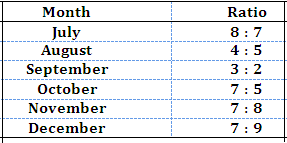 Month Ratio
July 8 : 7
August 4 : 5
September 3 : 2
October 7 : 5
November 7 : 8
December 7 : 9